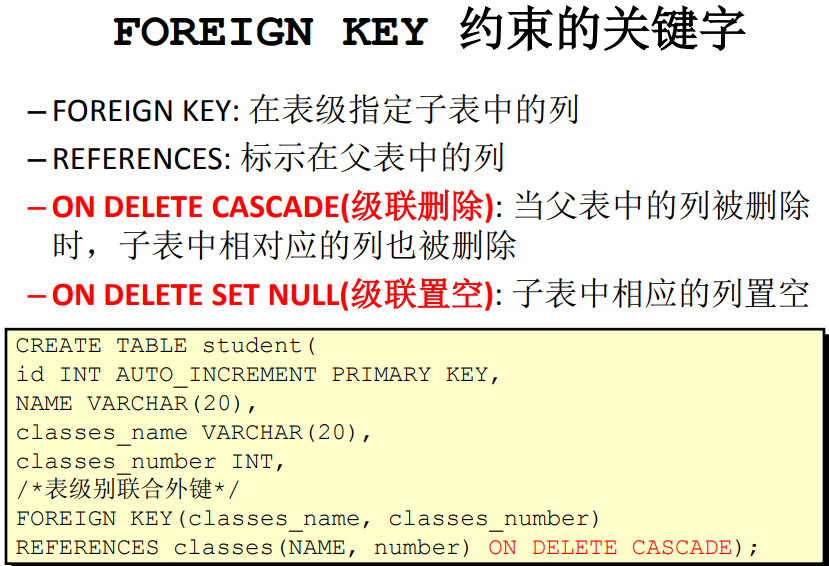 FOREIGN KEY 约束的关键字
–FOREIGN KEY: 在表级指定子表中的列
–REFERENCES: 标示在父表中的列
–ON DELETE CASCADE(级联删除): 当父表中的列被删除
时，子表中相对应的列也被删除
–ON DELETE SET NULL(级联置空): 子表中相应的列置空
CREATE TABLE student(
id INT AUTO_INCREMENT PRIMARY KEY,
NAME VARCHAR(20),
classes_name VARCHAR(20),
classes_number INT,
/*表级别联合外键*/
FOREIGN KEY(classes_name, classes_number)
REFERENCES classes(NAME, number) ON DELETE CASCADE);